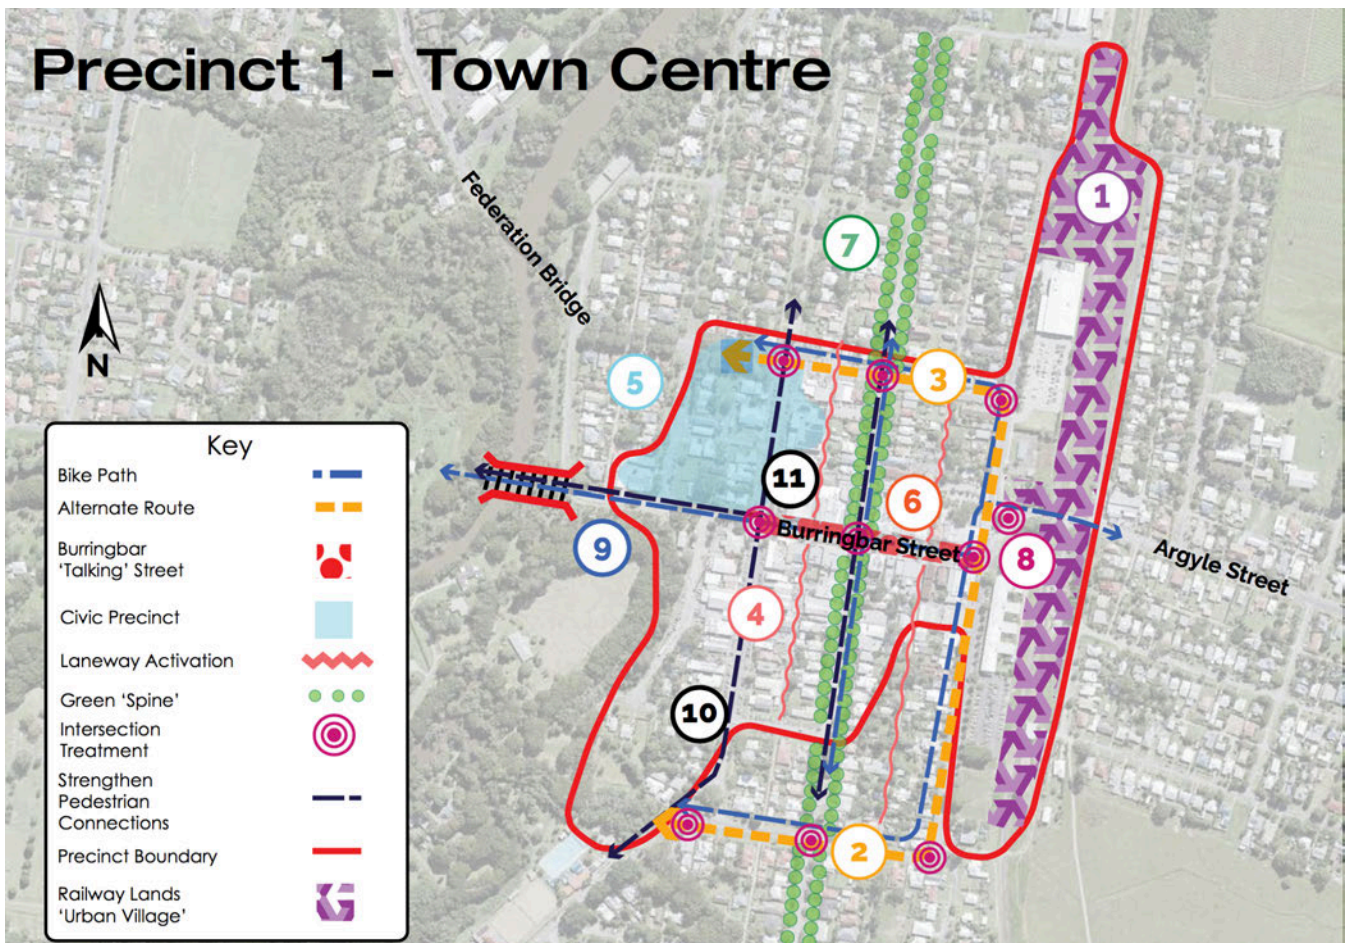 Precinct 1 - Town Centre
Federation Bridge
1
7
5
3
11
6
9
Burringbar Street
8
Argyle Street
4
10
2
N
Key
Bike Path
Alternate Route
Burringbar
'Talking' Street
Civic Precinct
Laneway Activation
Green 'Spine'
Intersection
Treatment
Strengthen
Pedestrian
Connections
Precinct Boundary
Railway Lands
'Urban Village'